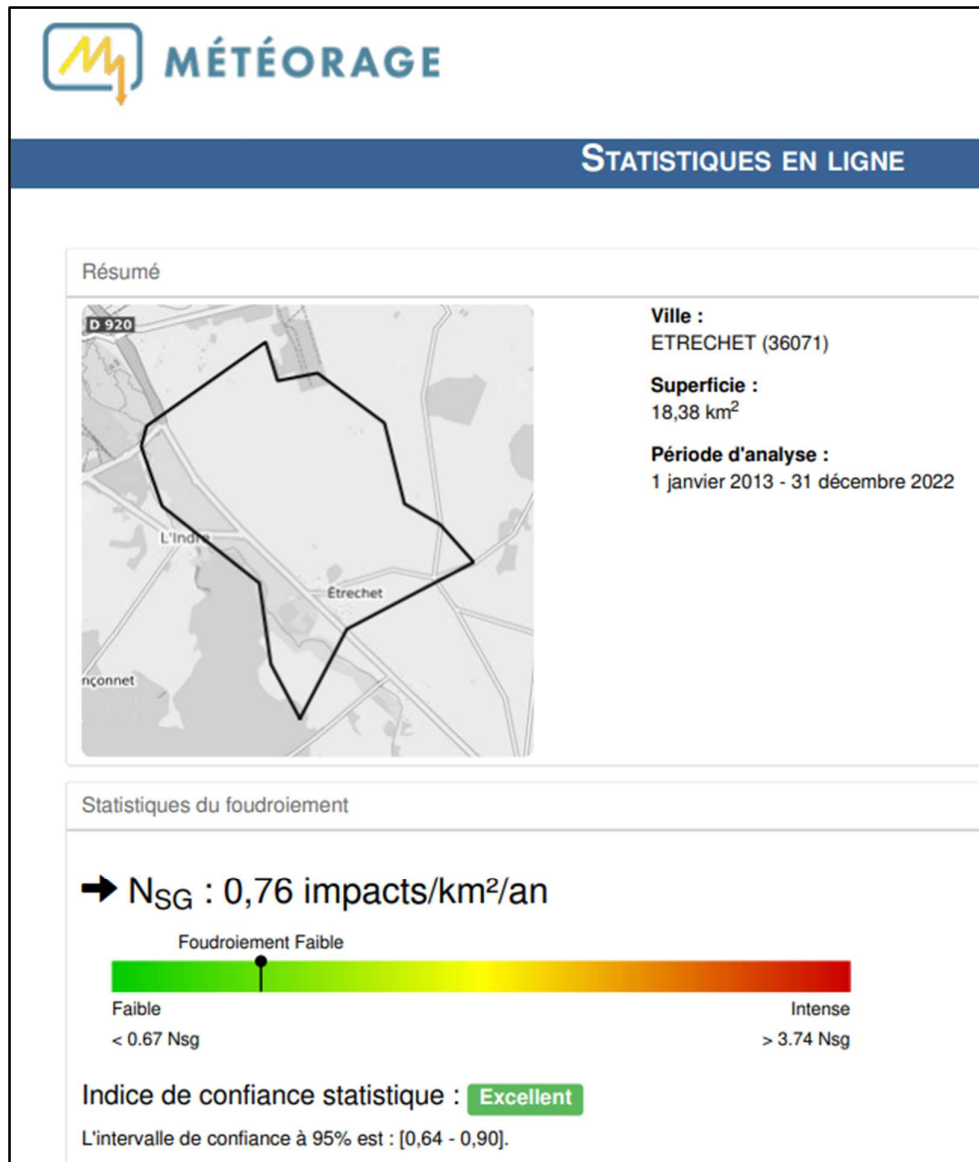 MÉTÉORAGE
STATISTIQUES EN LIGNE
Résumé
D 920
L'Indre
Étrechet
nçonnet
Ville :
ETRECHET (36071)
Superficie :
18,38 km²
Période d'analyse :
1 janvier 2013 - 31 décembre 2022
Statistiques du foudroiement
➜ NSG : 0,76 impacts/km²/an
Foudroiement Faible
Faible Intense
< 0.67 Nsg > 3.74 Nsg
Indice de confiance statistique : Excellent
L'intervalle de confiance à 95% est : [0,64 - 0,90].